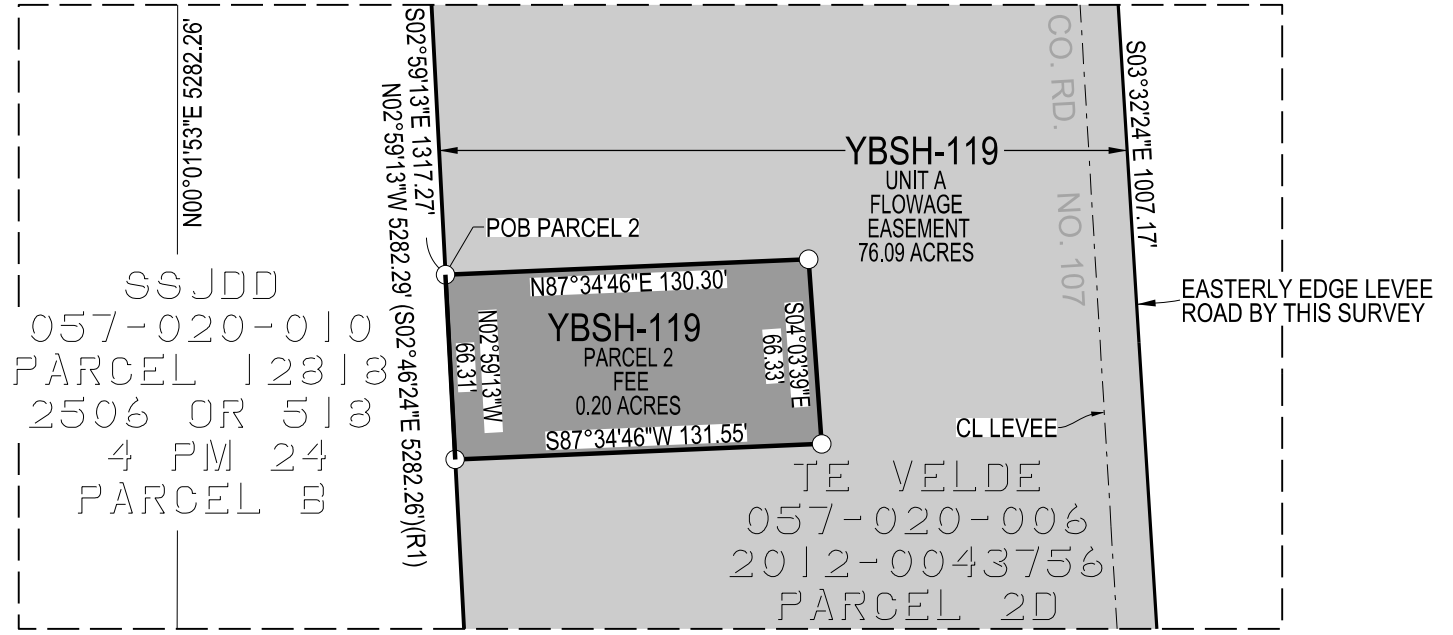 N00°01'53"E 5282.26'
SSJDD
057-020-010
PARCEL 12818
2506 OR 518
4 PM 24
PARCEL B
S02°59'13"E 1317.27'
N02°59'13"W 5282.29' (S02°46'24"E 5282.26')(R1)
POB PARCEL 2
N87°34'46"E 130.30'
N02°59'13"W
66.31'
YBSH-119
PARCEL 2
FEE
0.20 ACRES
S04°03'39"E
66.33'
S87°34'46"W 131.55'
YBSH-119
UNIT A
FLOWAGE
EASEMENT
76.09 ACRES
CO. RD. NO. 107
S03°32'24"E 1007.17'
EASTERLY EDGE LEVEE
ROAD BY THIS SURVEY
CL LEVEE
TE VELDE
057-020-006
2012-0043756
PARCEL 2D